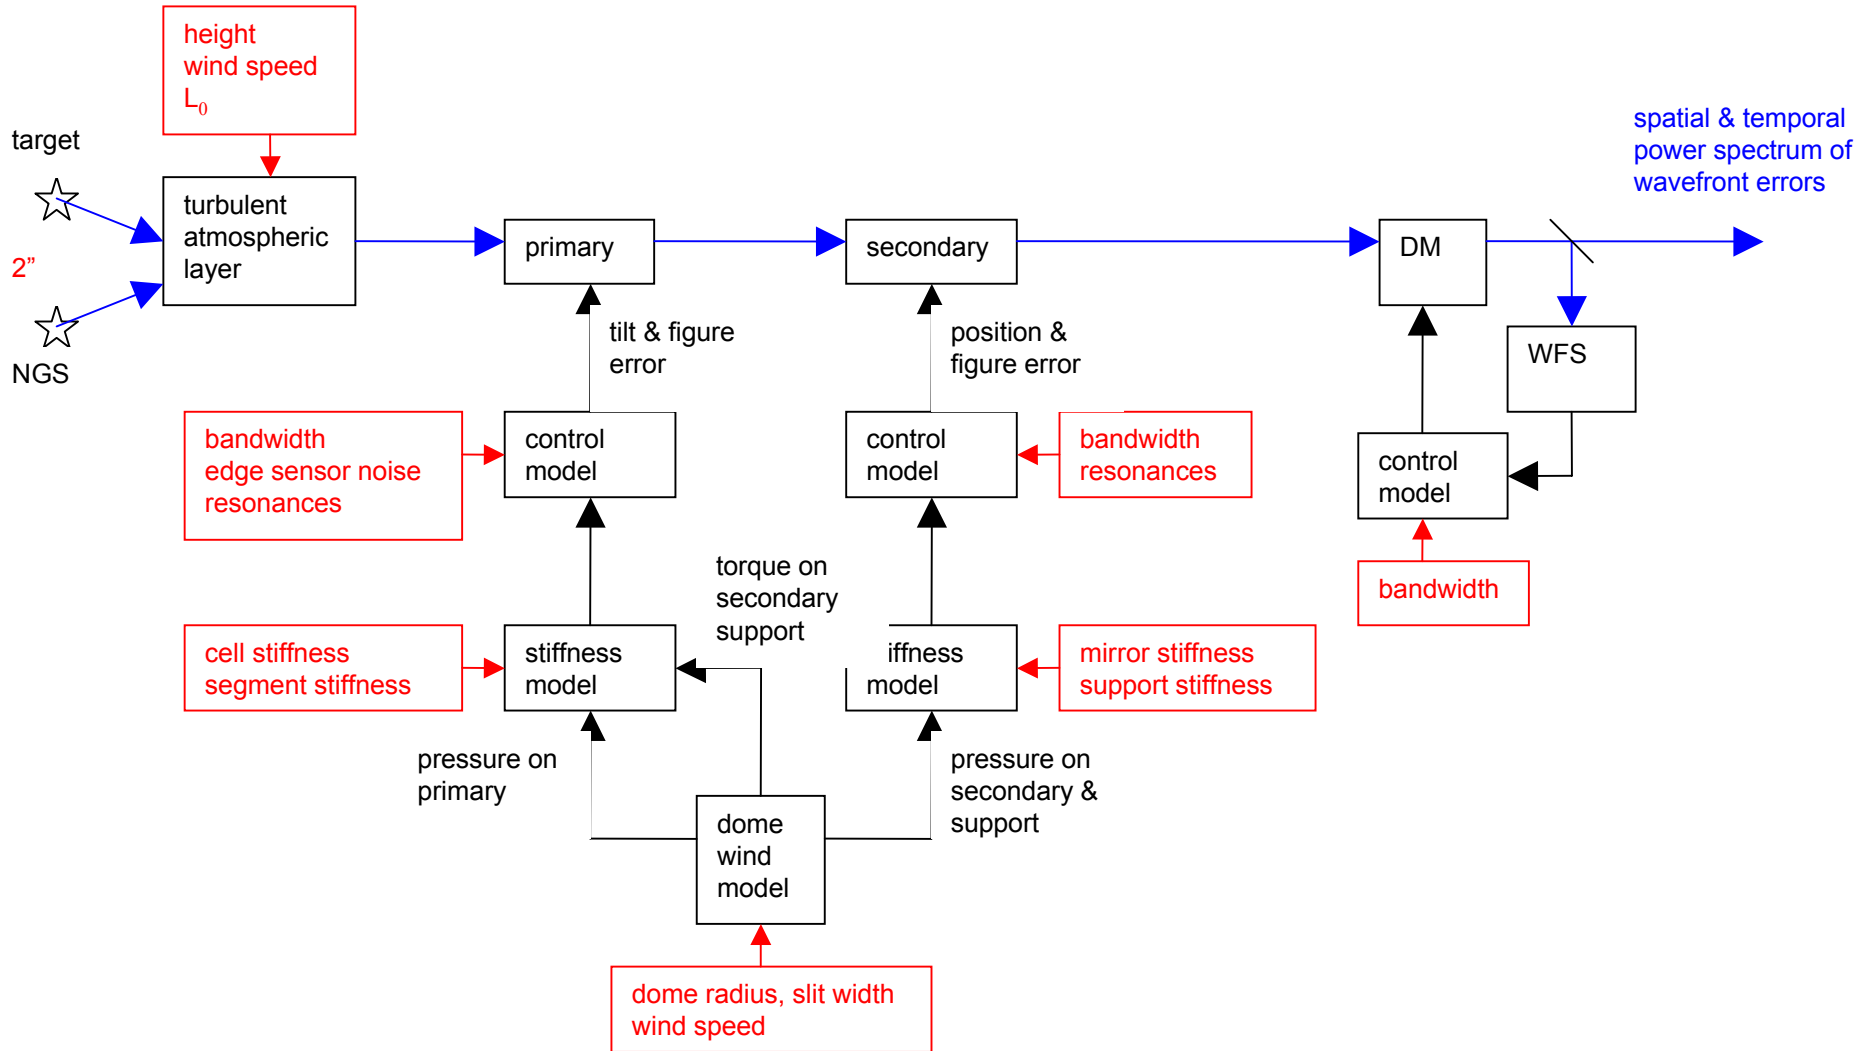 height
wind speed
L₀
target
2”
NGS
turbulent
atmospheric
layer
primary
secondary
DM
spatial & temporal
power spectrum of
wavefront errors
WFS
tilt & figure
error
position &
figure error
bandwidth
edge sensor noise
resonances
control
model
control
model
bandwidth
resonances
control
model
bandwidth
torque on
secondary
support
cell stiffness
segment stiffness
stiffness
model
iffness
model
mirror stiffness
support stiffness
pressure on
primary
pressure on
secondary &
support
dome
wind
model
dome radius, slit width
wind speed